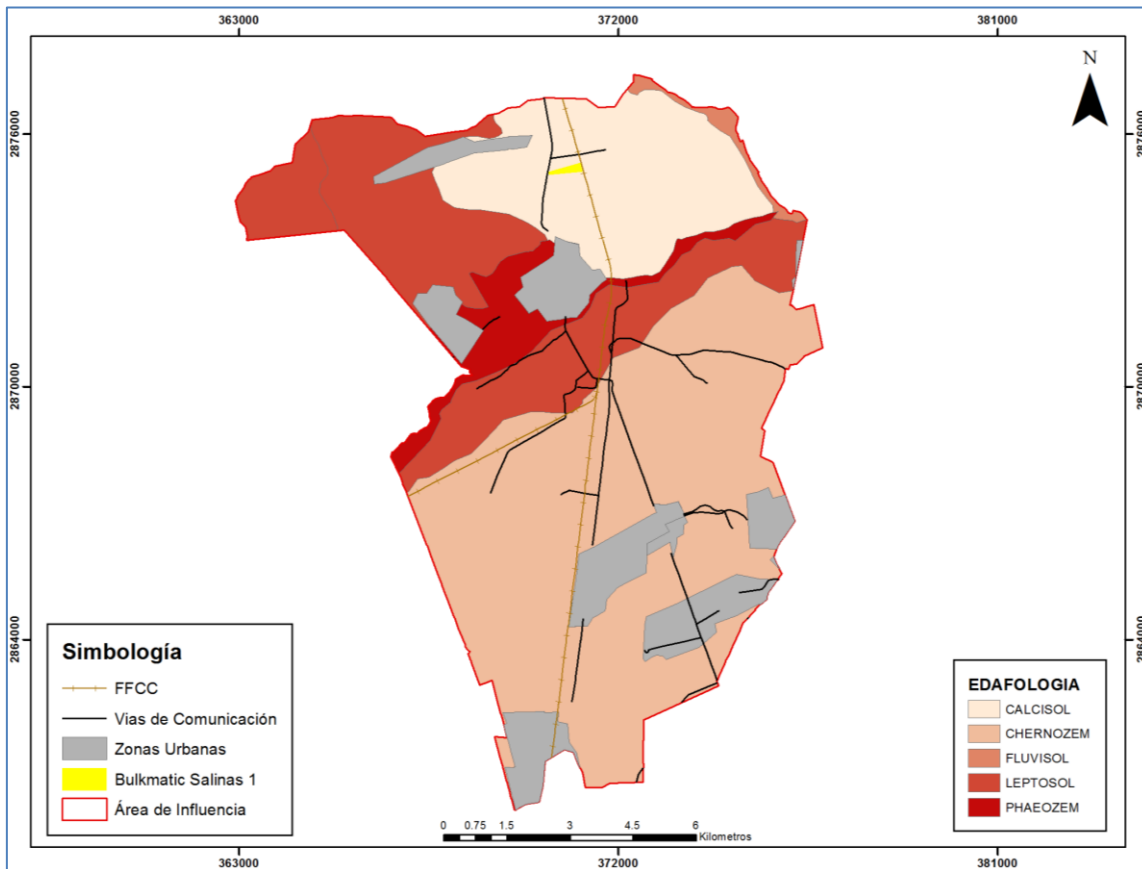 363000
372000
381000
N
2876000
2876000
2870000
2870000
2864000
2864000
Simbología
FFCC
Vias de Comunicación
Zonas Urbanas
Bulkmatic Salinas 1
Área de Influencia
0 0.75 1.5 3 4.5 6
Kilometros
EDAFOLOGIA
CALCISOL
CHERNOZEM
FLUVISOL
LEPTOSOL
PHAEOZEM
363000
372000
381000